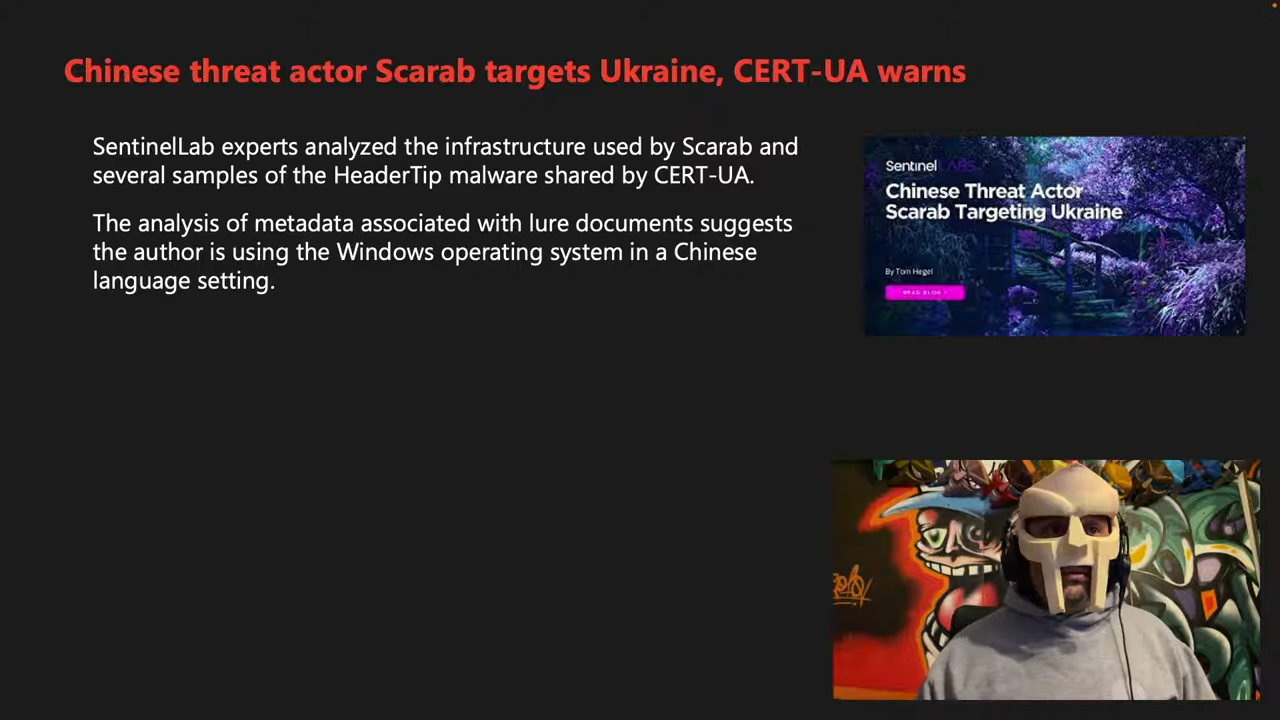 Chinese threat actor Scarab targets Ukraine, CERT-UA warns
SentinelLab experts analyzed the infrastructure used by Scarab and
several samples of the HeaderTip malware shared by CERT-UA.
The analysis of metadata associated with lure documents suggests
the author is using the Windows operating system in a Chinese
language setting.
SentinelLABS
Chinese Threat Actor
Scarab Targeting Ukraine
By Tom Hegel
READ BLOG